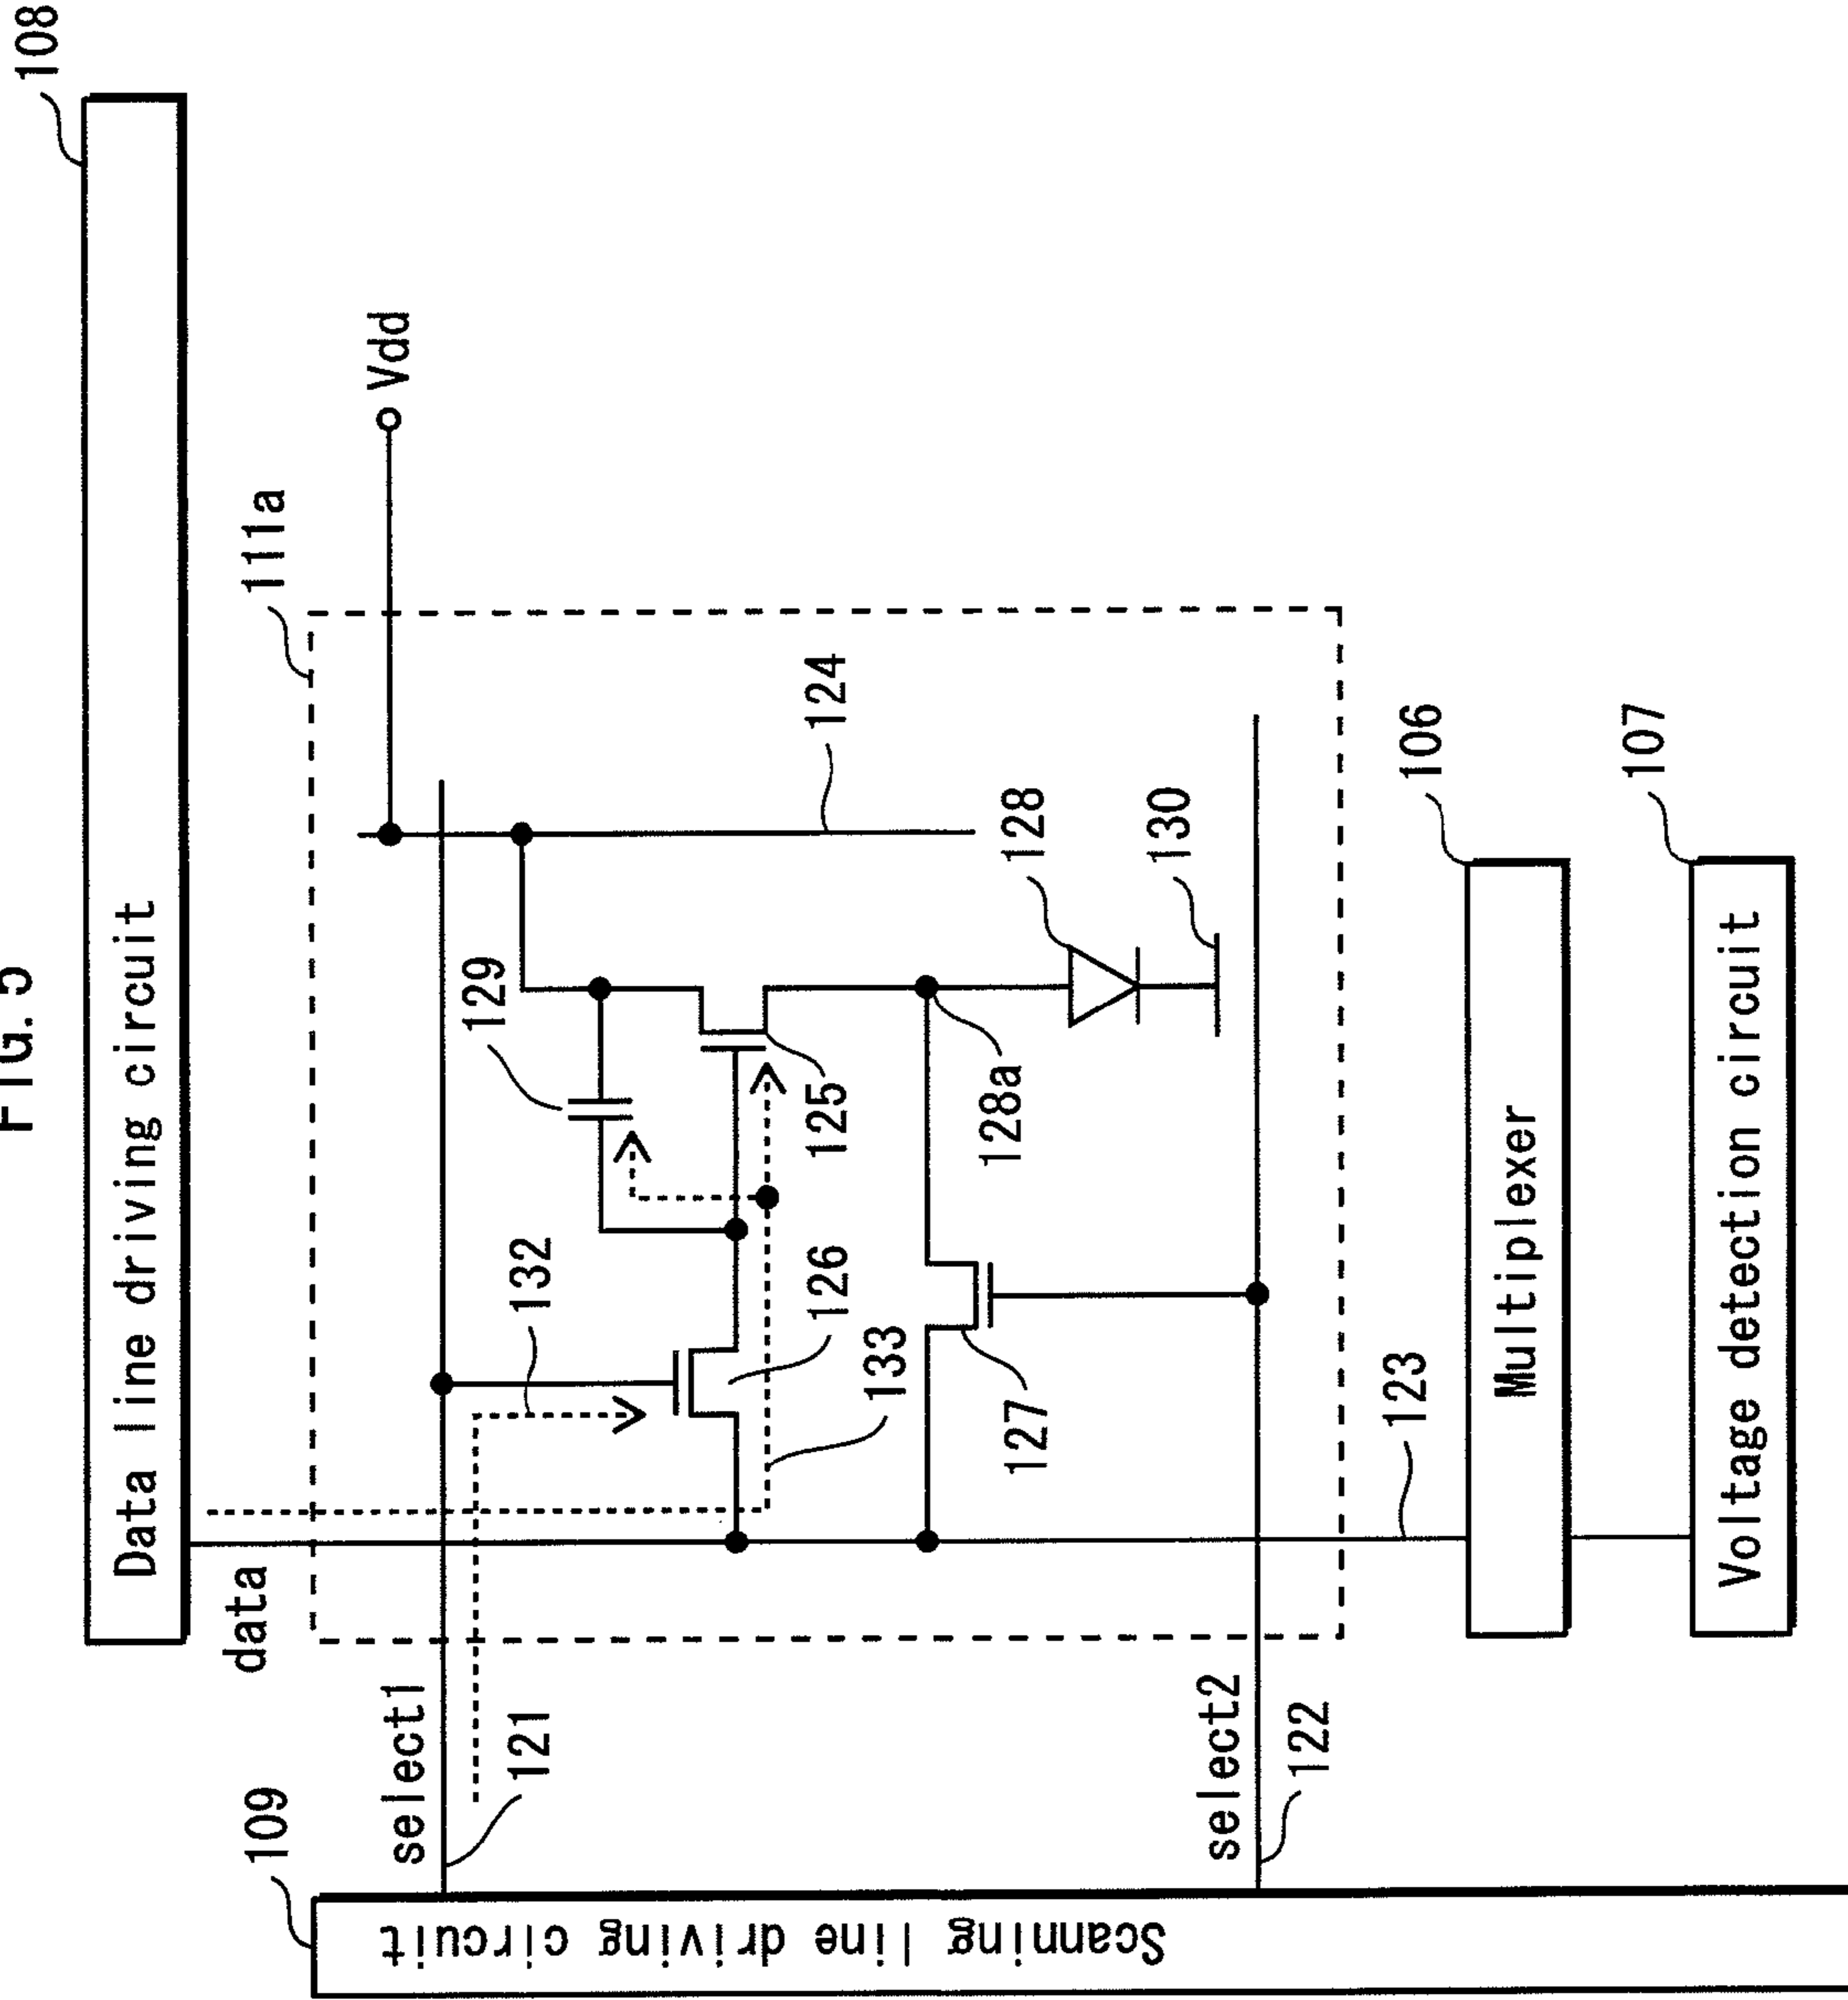 FIG. 5
108
Data line driving circuit
Vdd
111a
data
109
Scanning line driving circuit
select1
121
132
129
124
126
125
133
128a
128
127
130
select2
122
123
106
Multiplexer
107
Voltage detection circuit